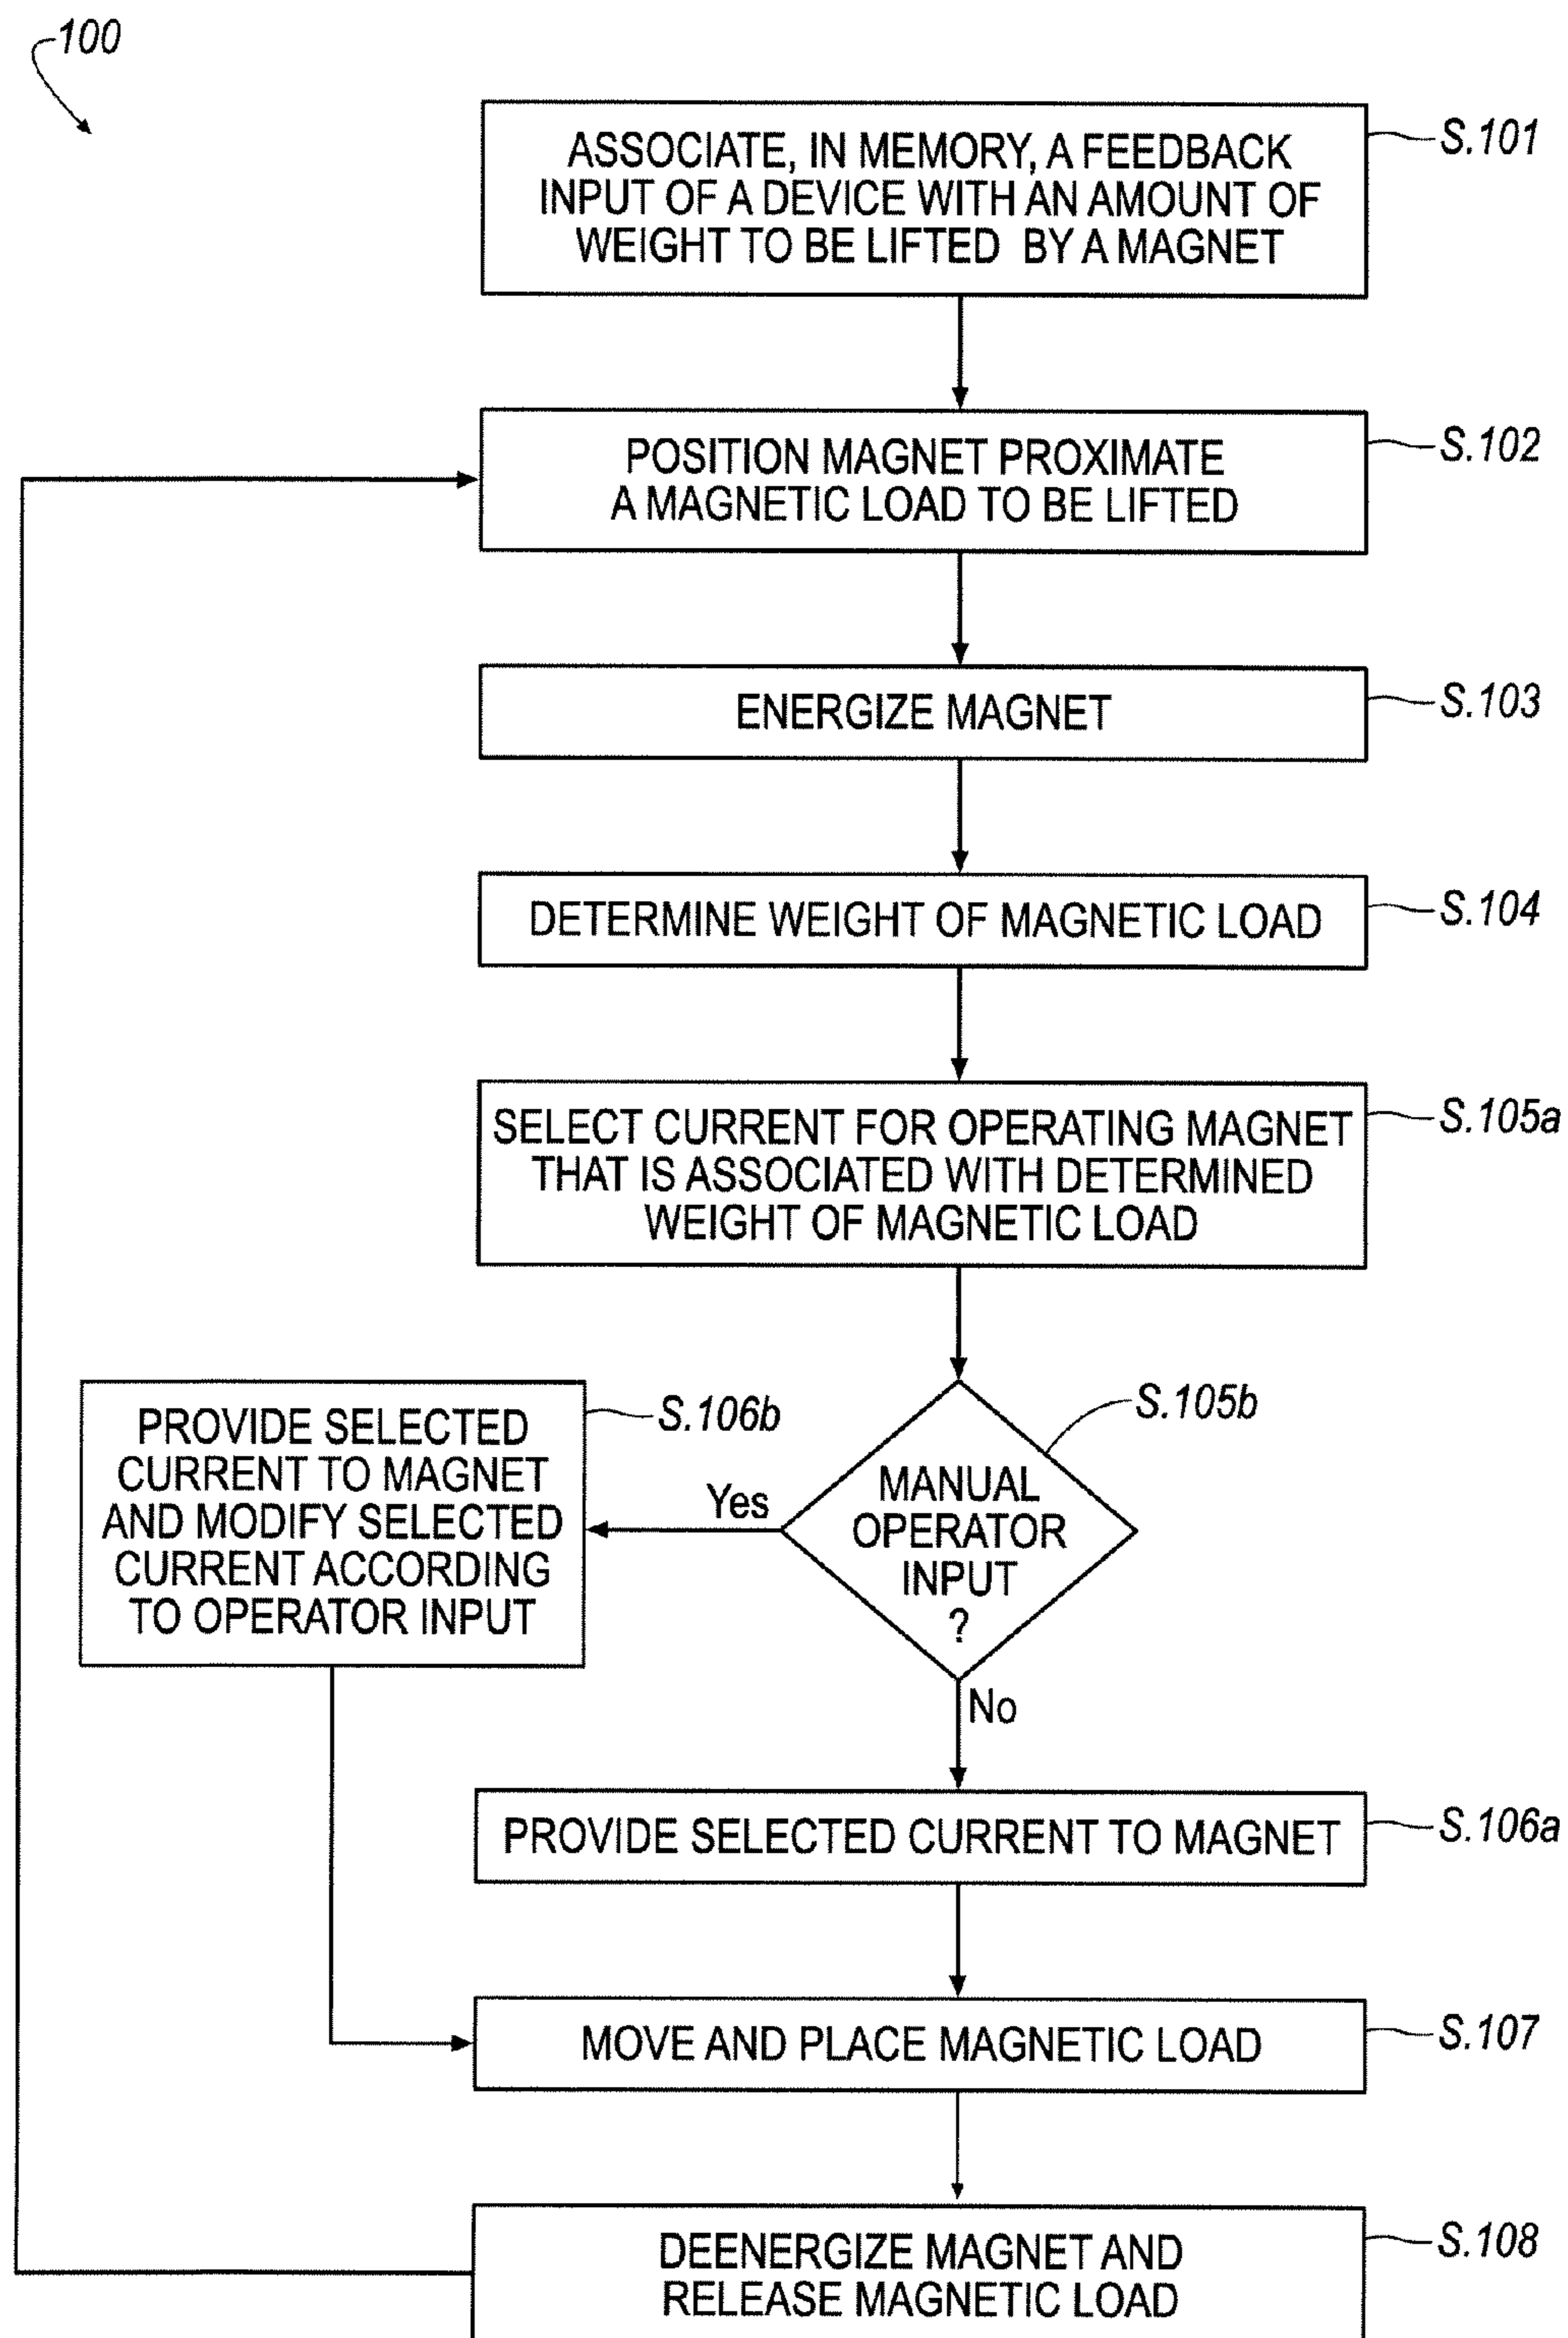 100
ASSOCIATE, IN MEMORY, A FEEDBACK
INPUT OF A DEVICE WITH AN AMOUNT OF
WEIGHT TO BE LIFTED BY A MAGNET
S.101
POSITION MAGNET PROXIMATE
A MAGNETIC LOAD TO BE LIFTED
S.102
ENERGIZE MAGNET
S.103
DETERMINE WEIGHT OF MAGNETIC LOAD
S.104
SELECT CURRENT FOR OPERATING MAGNET
THAT IS ASSOCIATED WITH DETERMINED
WEIGHT OF MAGNETIC LOAD
S.105a
MANUAL
OPERATOR
INPUT
?
S.105b
Yes
PROVIDE SELECTED
CURRENT TO MAGNET
AND MODIFY SELECTED
CURRENT ACCORDING
TO OPERATOR INPUT
S.106b
No
PROVIDE SELECTED CURRENT TO MAGNET
S.106a
MOVE AND PLACE MAGNETIC LOAD
S.107
DEENERGIZE MAGNET AND
RELEASE MAGNETIC LOAD
S.108